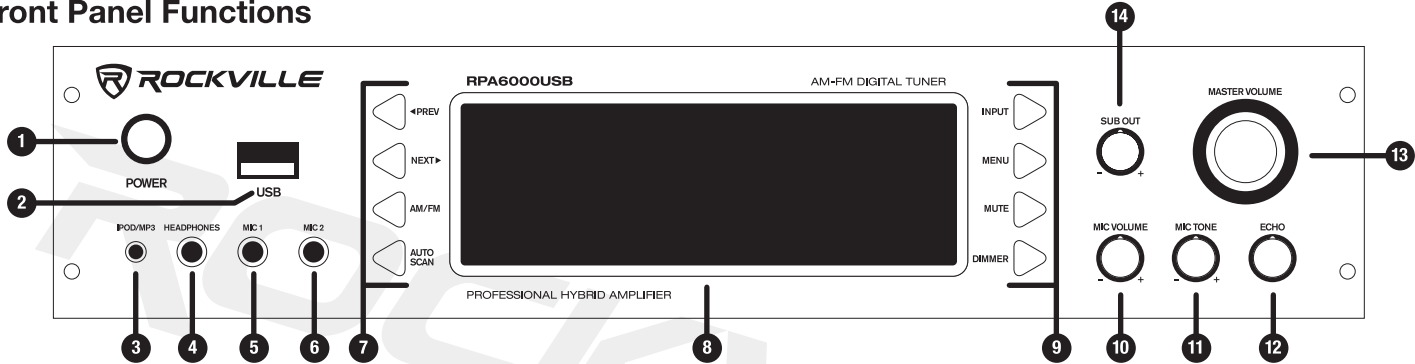 ront Panel Functions
14
ROCKVILLE
RPA6000USB
AM-FM DIGITAL TUNER
MASTER VOLUME
1
POWER
2
USB
◄PREV
NEXT►
AM/FM
AUTO
SCAN
INPUT
MENU
MUTE
DIMMER
SUB OUT
- +
13
IPOD/MP3
HEADPHONES
MIC 1
MIC 2
MIC VOLUME
- +
MIC TONE
- +
ECHO
PROFESSIONAL HYBRID AMPLIFIER
3
4
5
6
7
8
9
10
11
12
ROCK